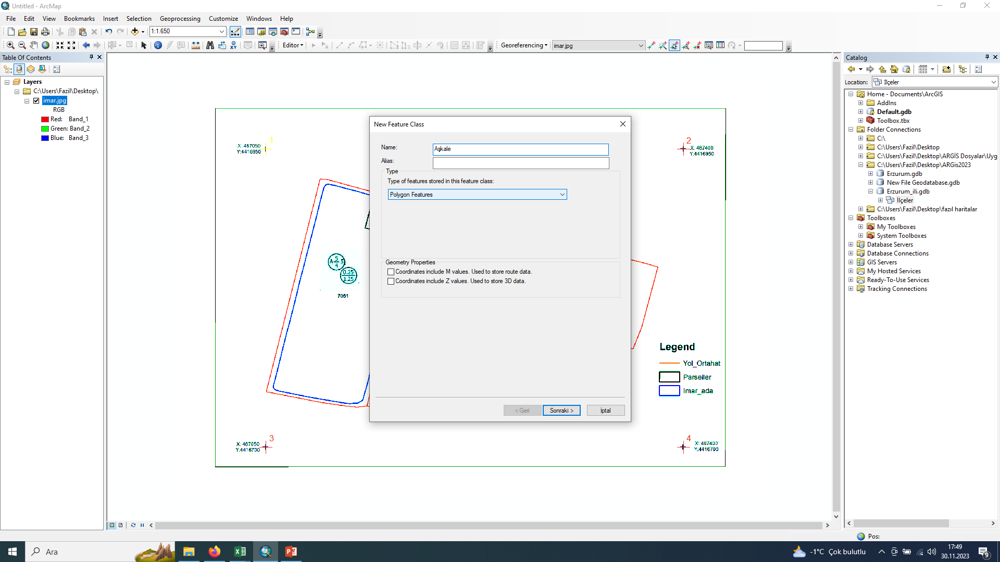 Untitled - ArcMap
File Edit View Bookmarks Insert Selection Geoprocessing Customize Windows Help
1:1.650
Editor Georeferencing imar.jpg
Table Of Contents
Layers
C:\Users\Fazil\Desktop\
imar.jpg
RGB
Red: Band_1
Green: Band_2
Blue: Band_3
1
X: 487050
Y:4416950
2
X: 487400
Y:4416950
A 5 5
4
0.25
1.25
7051
3
X: 487050
Y:4416700
4
X: 487400
Y:4416700
Legend
Yol_Ortahat
Parseller
Imar_ada
New Feature Class
Name: Aşkale
Alias:
Type
Type of features stored in this feature class:
Polygon Features
Geometry Properties
Coordinates include M values. Used to store route data.
Coordinates include Z values. Used to store 3D data.
< Geri Sonraki > İptal
Catalog
Location: İlçeler
Home - Documents\ArcGIS
AddIns
Default.gdb
Toolbox.tbx
Folder Connections
C:\
C:\Users\Fazil\Desktop
C:\Users\Fazil\Desktop\ARGİS Dosyalar\Uyg
C:\Users\Fazil\Desktop\ARGis2023
Erzurum.gdb
New File Geodatabase.gdb
Erzurum_ili.gdb
İlçeler
C:\Users\Fazil\Desktop\fazıl haritalar
Toolboxes
My Toolboxes
System Toolboxes
Database Servers
Database Connections
GIS Servers
My Hosted Services
Ready-To-Use Services
Tracking Connections
Pos:
Ara
-1°C Çok bulutlu
17:49
30.11.2023
9